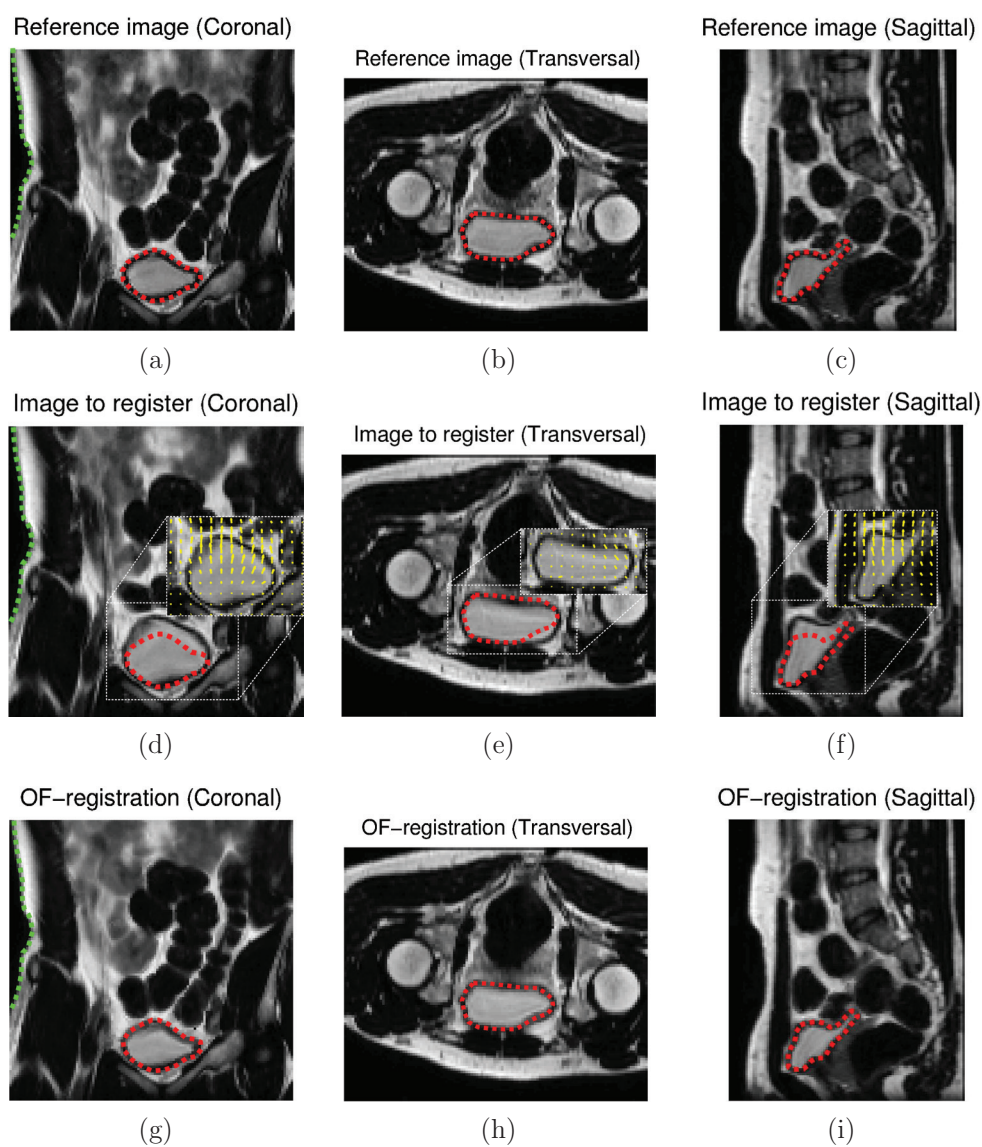 Reference image (Coronal)
Reference image (Transversal)
Reference image (Sagittal)
(a)
(b)
(c)
Image to register (Coronal)
Image to register (Transversal)
Image to register (Sagittal)
(d)
(e)
(f)
OF-registration (Coronal)
OF-registration (Transversal)
OF-registration (Sagittal)
(g)
(h)
(i)